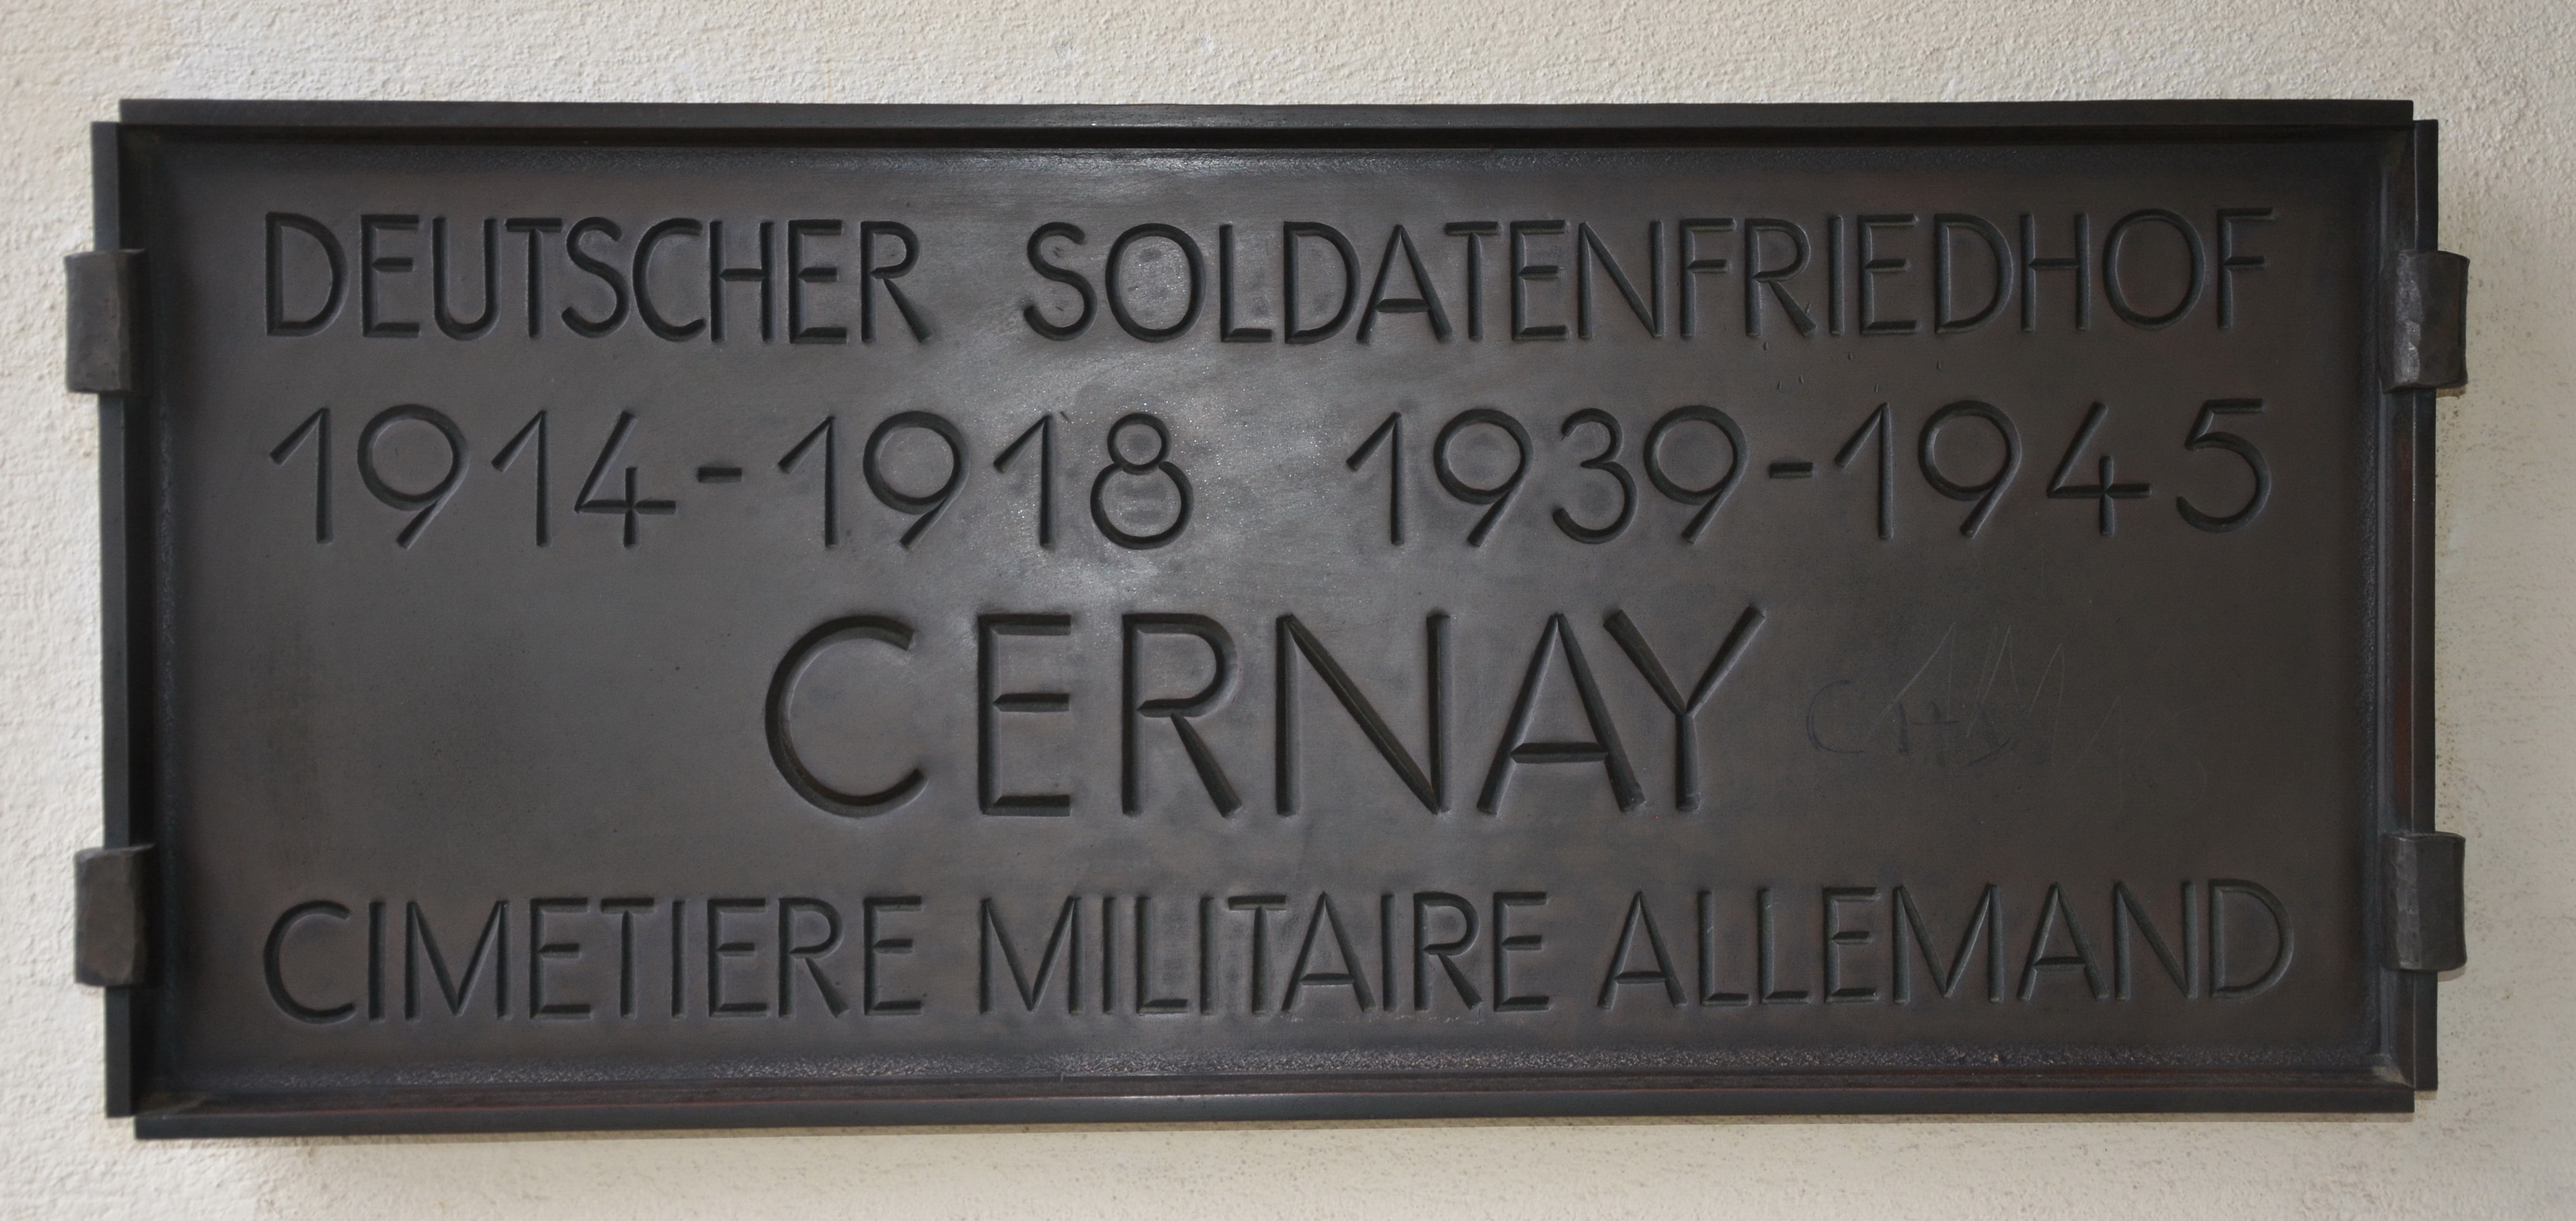 DEUTSCHER SOLDATENFRIEDHOF
1914-1918 1939-1945
CERNAY
CIMETIERE MILITAIRE ALLEMAND